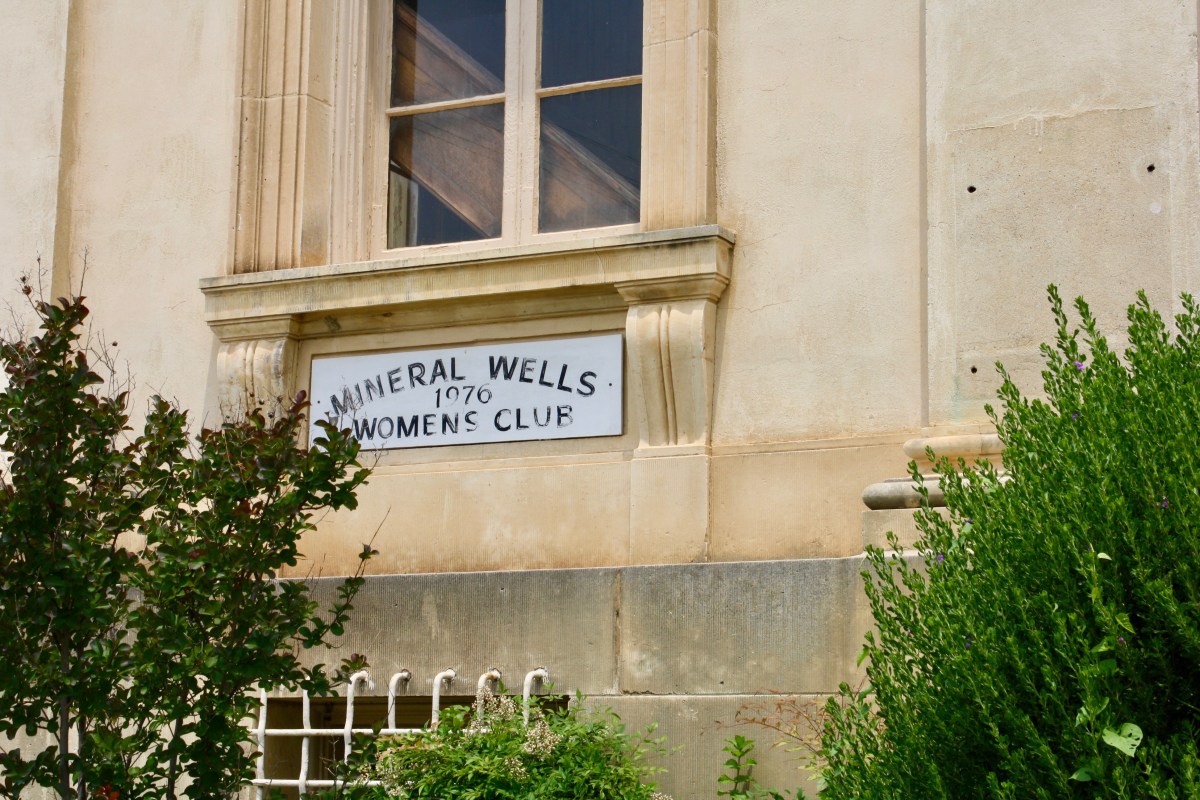 MINERAL WELLS
1976
WOMENS CLUB